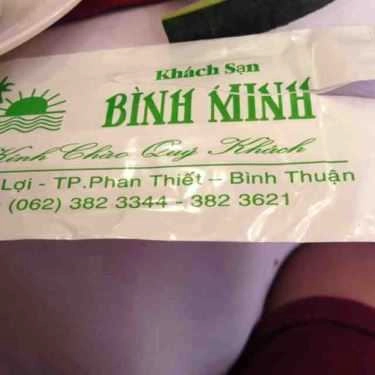 Khách Sạn
BÌNH MINH
Kính Chào Quý Khách
Lợi - TP.Phan Thiết - Bình Thuận
(062) 382 3344 - 382 3621